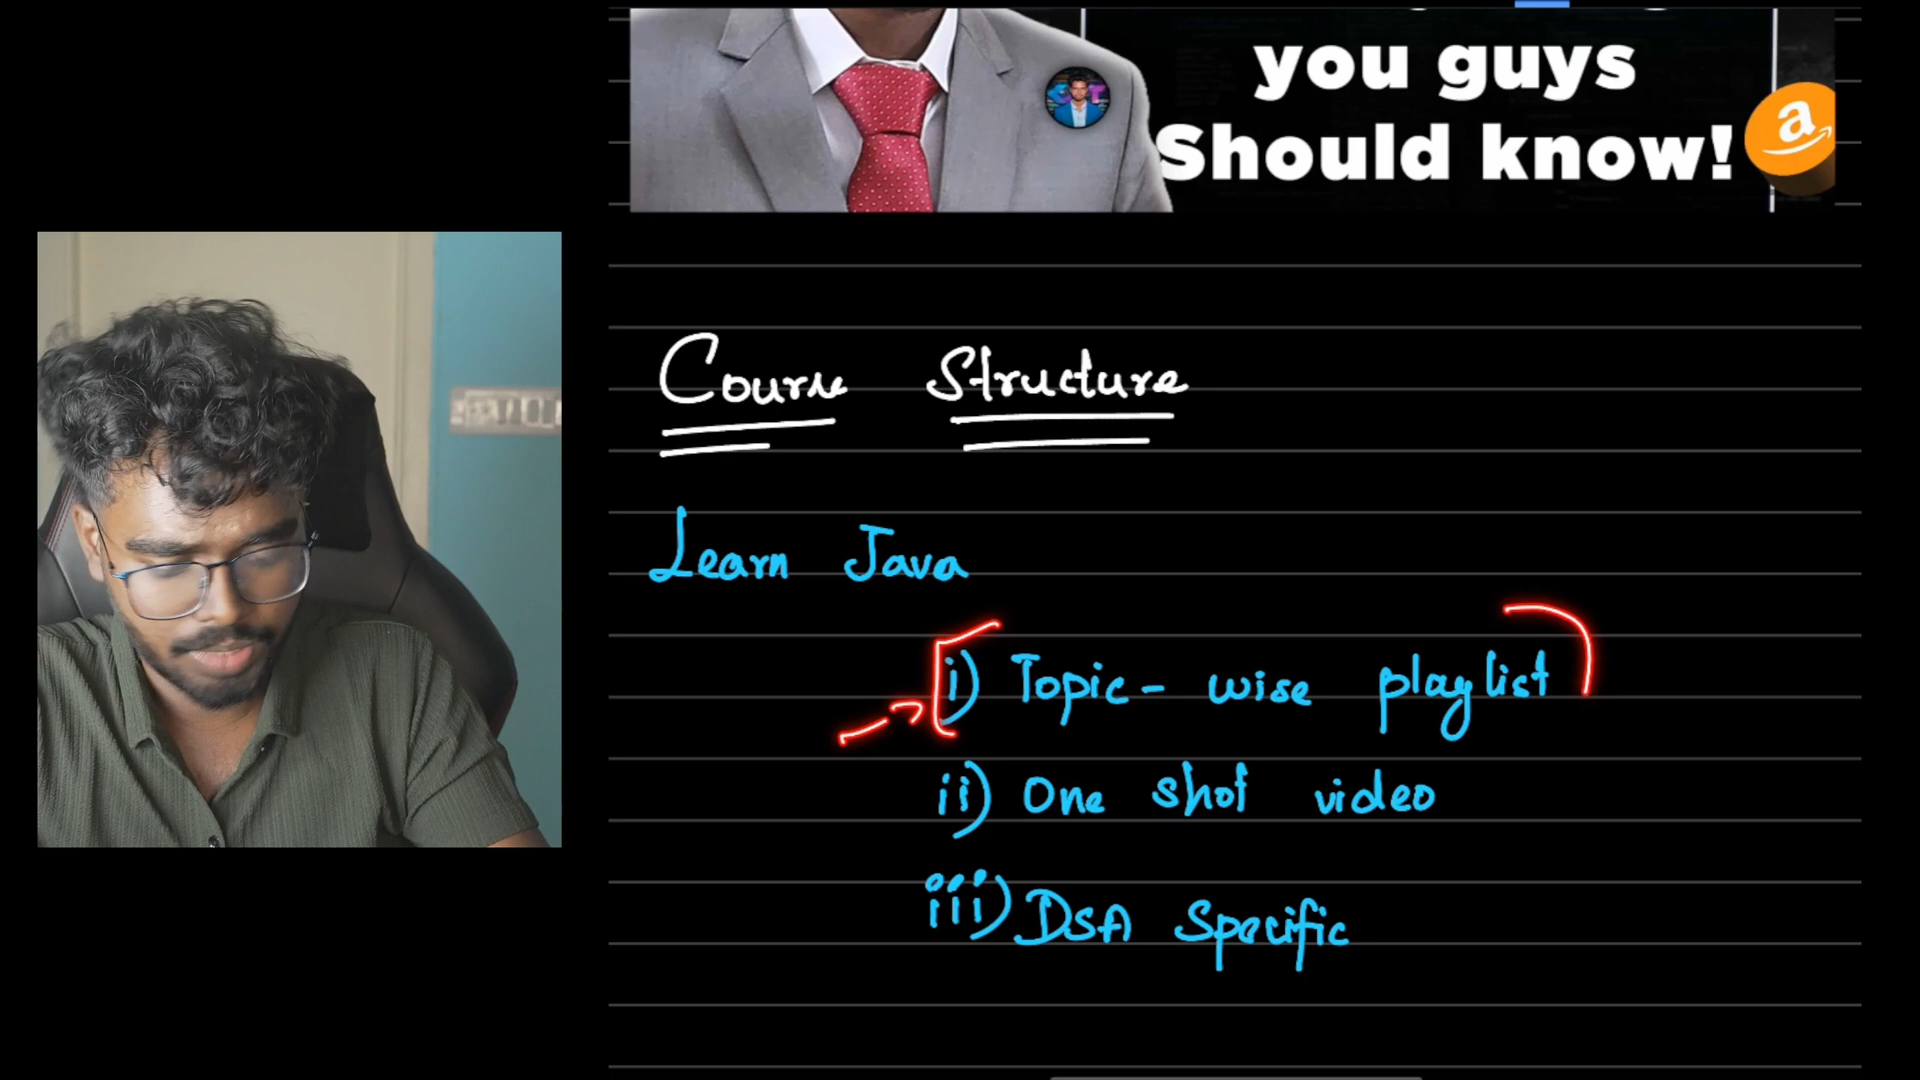 you guys
Should know!
a
Course Structure
Learn Java
i) Topic - wise playlist
ii) One shot video
iii) DSA Specific